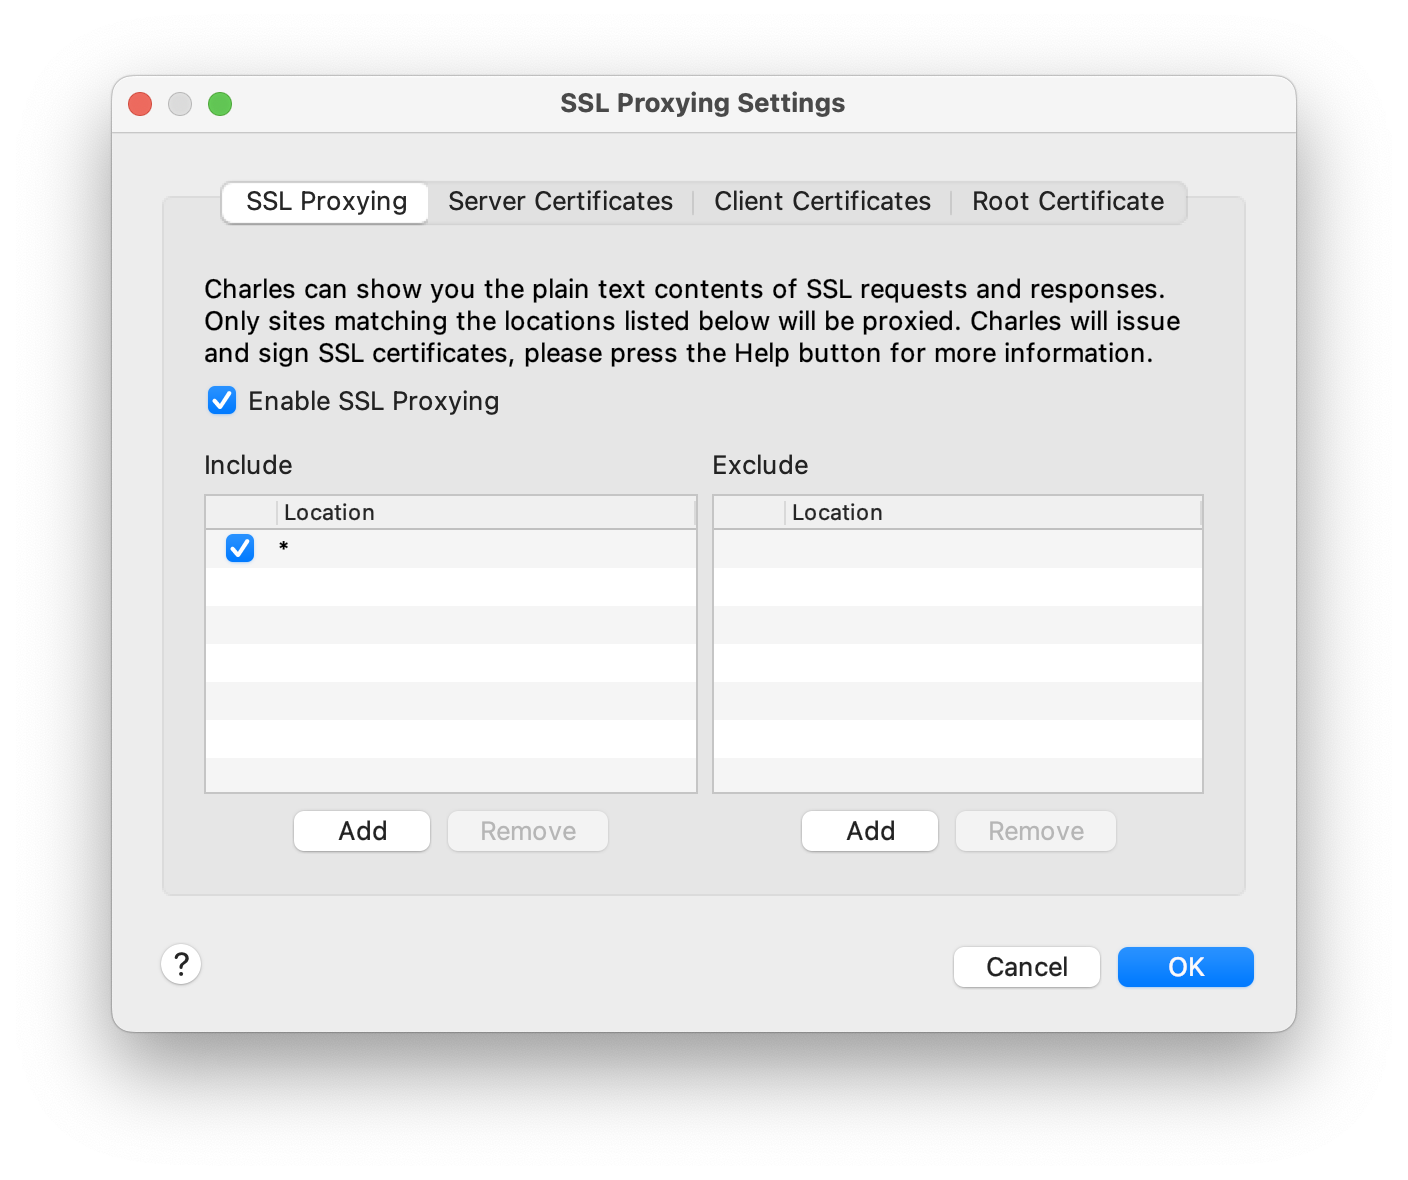 SSL Proxying Settings
SSL Proxying Server Certificates Client Certificates Root Certificate
Charles can show you the plain text contents of SSL requests and responses.
Only sites matching the locations listed below will be proxied. Charles will issue
and sign SSL certificates, please press the Help button for more information.
Enable SSL Proxying
Include
Location
*
Add Remove
Exclude
Location
Add Remove
?
Cancel OK